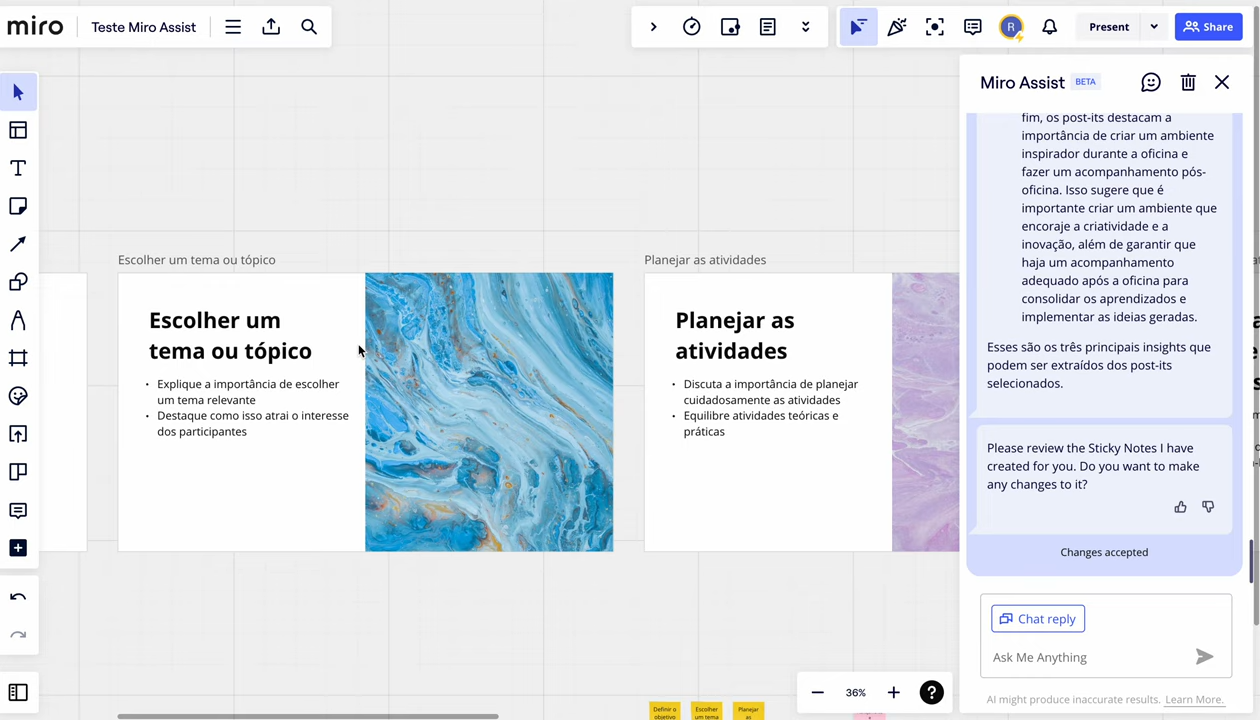 miro
Teste Miro Assist
Present
R
Share
Miro Assist
BETA
fim, os post-its destacam a
importância de criar um ambiente
inspirador durante a oficina e
fazer um acompanhamento pós-
oficina. Isso sugere que é
importante criar um ambiente que
encoraje a criatividade e a
inovação, além de garantir que
haja um acompanhamento
adequado após a oficina para
consolidar os aprendizados e
implementar as ideias geradas.
Esses são os três principais insights que
podem ser extraídos dos post-its
selecionados.
Please review the Sticky Notes I have
created for you. Do you want to make
any changes to it?
Changes accepted
Chat reply
Ask Me Anything
AI might produce inaccurate results. Learn More.
Escolher um tema ou tópico
Escolher um
tema ou tópico
• Explique a importância de escolher
um tema relevante
• Destaque como isso atrai o interesse
dos participantes
Planejar as atividades
Planejar as
atividades
• Discuta a importância de planejar
cuidadosamente as atividades
• Equilibre atividades teóricas e
práticas
Definir o
objetivo
Escolher
um tema
Planejar
as
36%
?